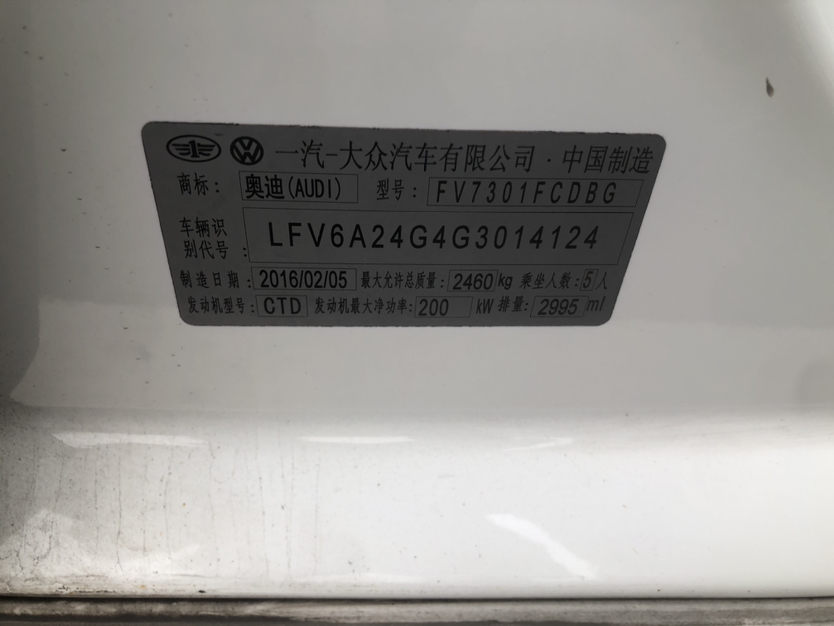 一汽-大众汽车有限公司·中国制造
商标: 奥迪(AUDI) 型号: FV7301FCDBG
车辆识别代号: LFV6A24G4G3014124
制造日期: 2016/02/05 最大允许总质量: 2460kg 乘坐人数: 5人
发动机型号: CTD 发动机最大净功率: 200 kW 排量: 2995 ml